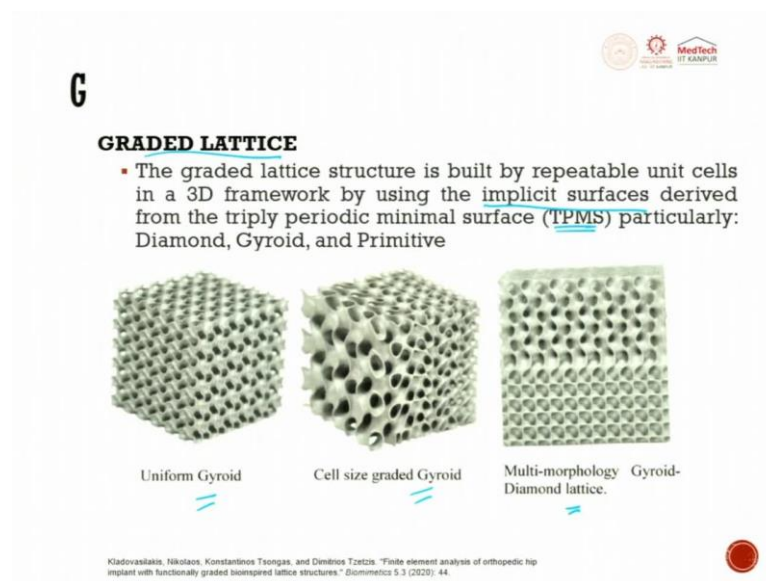 MedTech
IIT KANPUR
G
GRADED LATTICE
▪ The graded lattice structure is built by repeatable unit cells
in a 3D framework by using the implicit surfaces derived
from the triply periodic minimal surface (TPMS) particularly:
Diamond, Gyroid, and Primitive
Uniform Gyroid
Cell size graded Gyroid
Multi-morphology Gyroid-
Diamond lattice.
Kladovasilakis, Nikolaos, Konstantinos Tsongas, and Dimitrios Tzetzis. "Finite element analysis of orthopedic hip
implant with functionally graded bioinspired lattice structures." Biomimetics 5.3 (2020): 44.